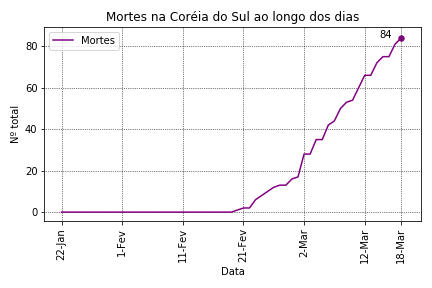 Mortes na Coréia do Sul ao longo dos dias
Mortes
84
Nº total
80
60
40
20
0
22-Jan
1-Fev
11-Fev
21-Fev
2-Mar
12-Mar
18-Mar
Data